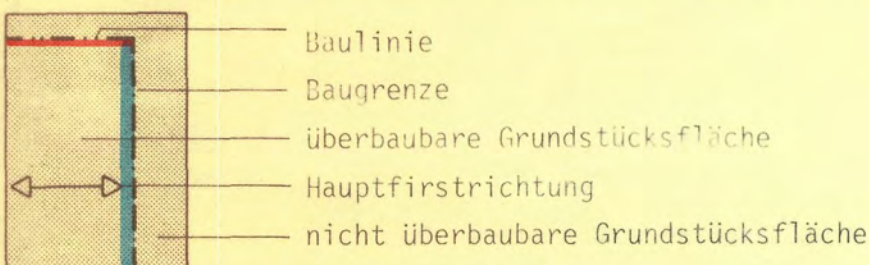 Baulinie
Baugrenze
überbaubare Grundstücksfläche
Hauptfirstrichtung
nicht überbaubare Grundstücksfläche